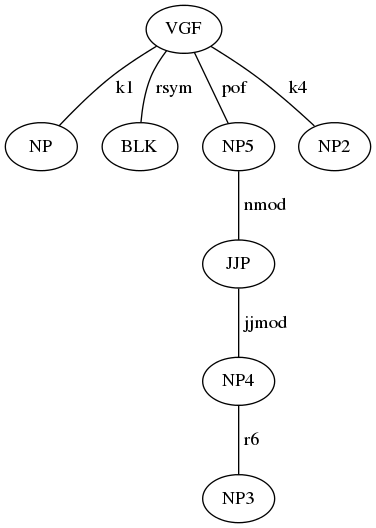 VGF
k1 rsym pof k4
NP BLK NP5 NP2
nmod
JJP
jjmod
NP4
r6
NP3